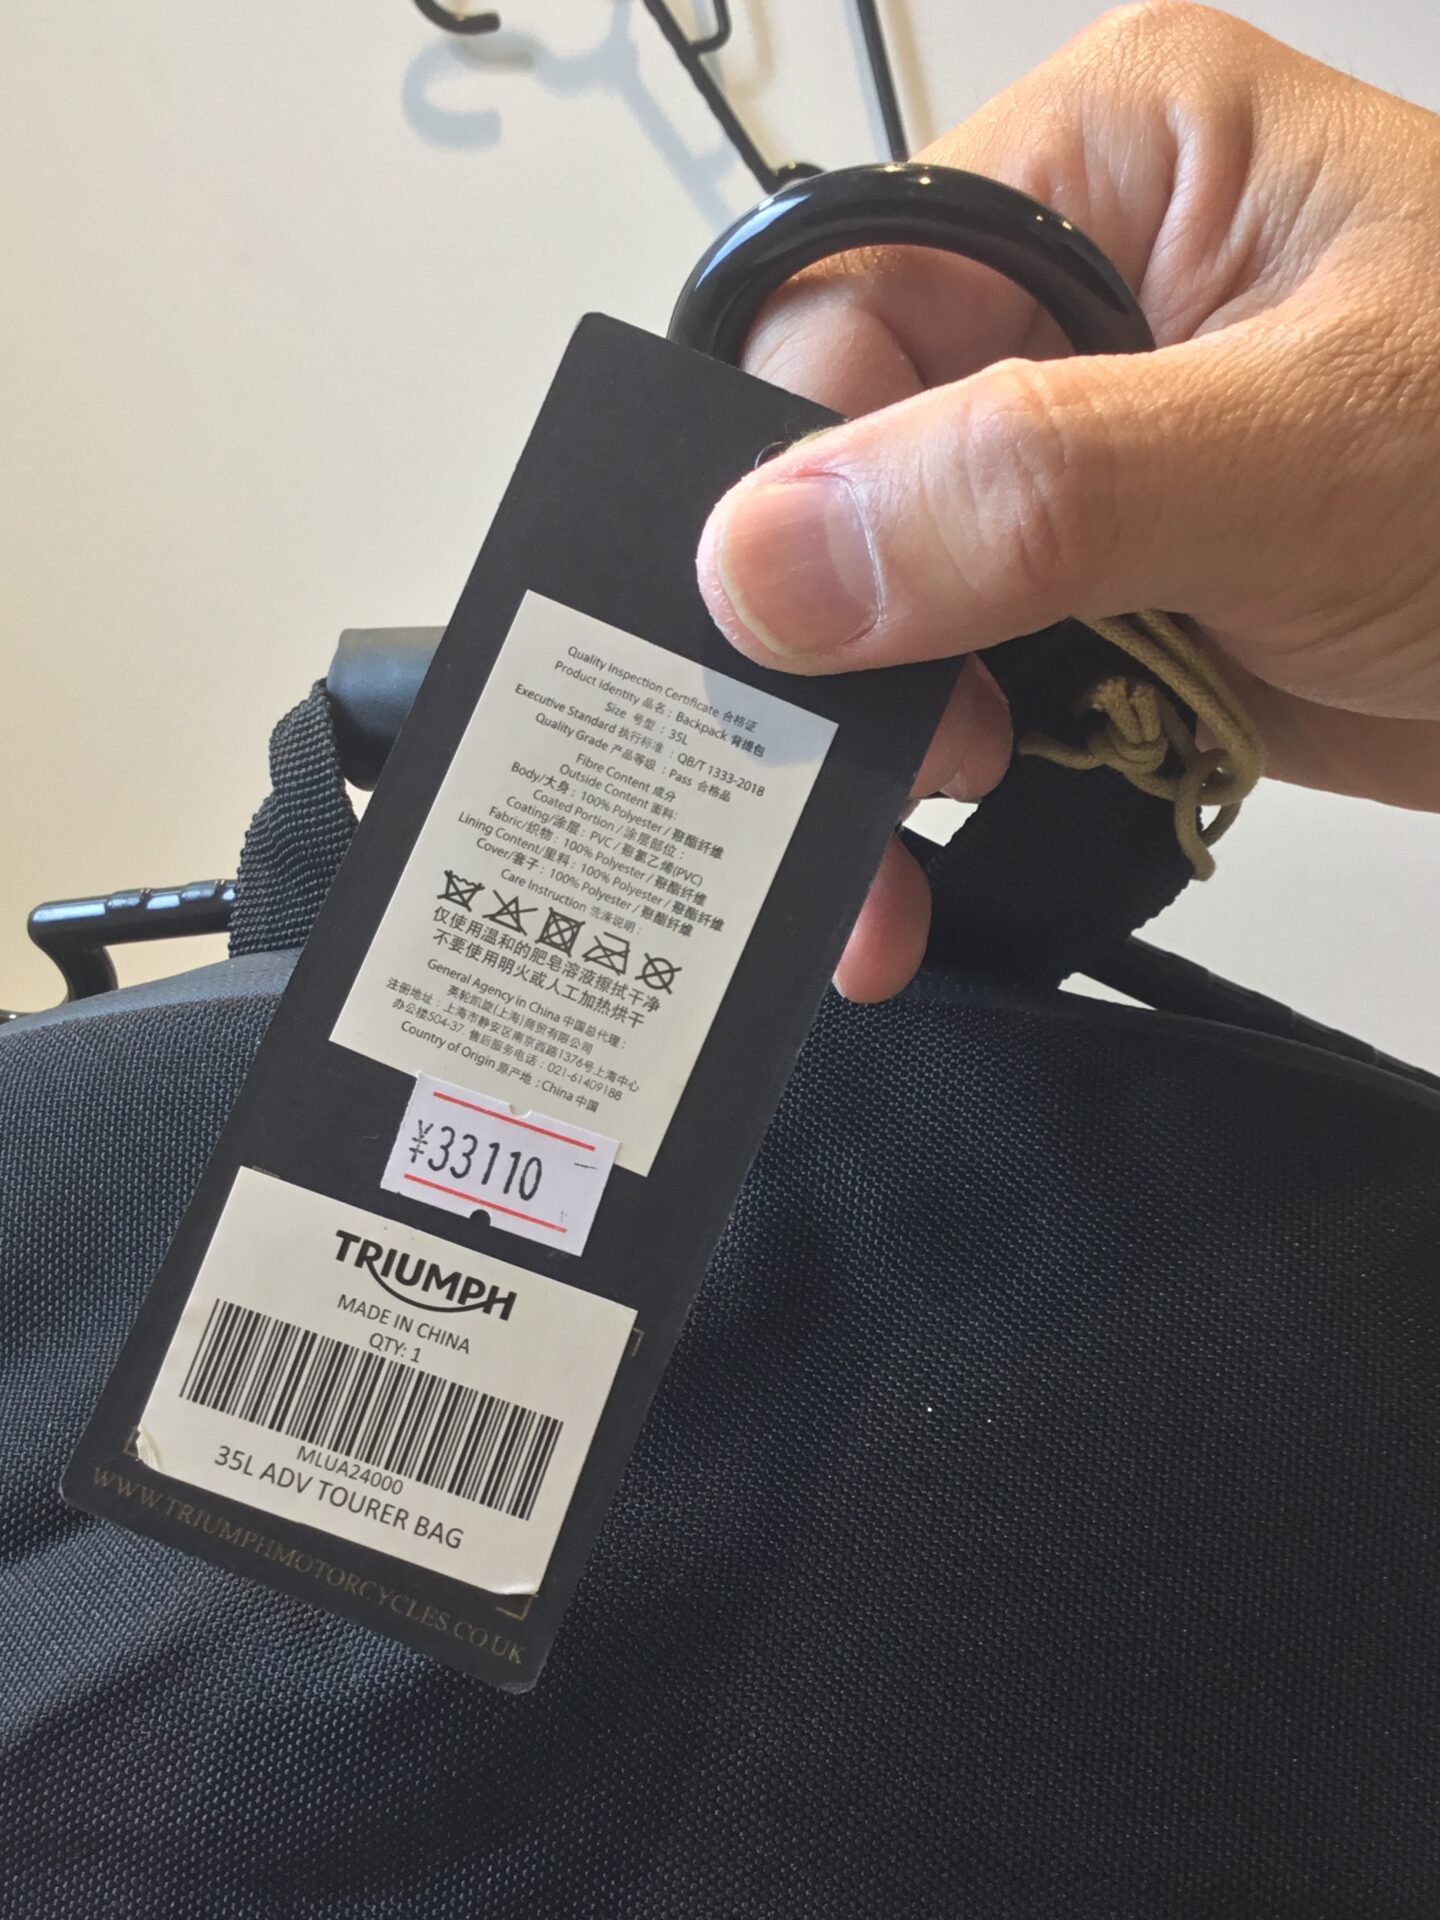 Quality Inspection Certificate 合格证
Product Identity 品名 : Backpack 背提包
Size 号型 : 35L
Executive Standard 执行标准 : QB/T 1333-2018
Quality Grade 产品等级 : Pass 合格品
Fibre Content 成分
Outside Content 面料:
Body/大身 : 100% Polyester / 聚酯纤维
Coated Portion / 涂层部位 :
Coating/涂层 : PVC / 聚氯乙烯(PVC)
Fabric/织物 : 100% Polyester / 聚酯纤维
Lining Content/里料 : 100% Polyester / 聚酯纤维
Cover/套子 : 100% Polyester / 聚酯纤维
Care Instruction 洗涤说明 :
仅使用温和的肥皂溶液擦拭干净
不要使用明火或人工加热烘干
General Agency in China 中国总代理 :
英轮凯旋(上海)商贸有限公司
注册地址 : 上海市静安区南京西路1376号上海中心
办公楼504-37 售后服务电话 : 021-61409188
Country of Origin 原产地 : China 中国
¥33110
TRIUMPH
MADE IN CHINA
QTY: 1
MLUA24000
35L ADV TOURER BAG
WWW.TRIUMPHMOTORCYCLES.CO.UK